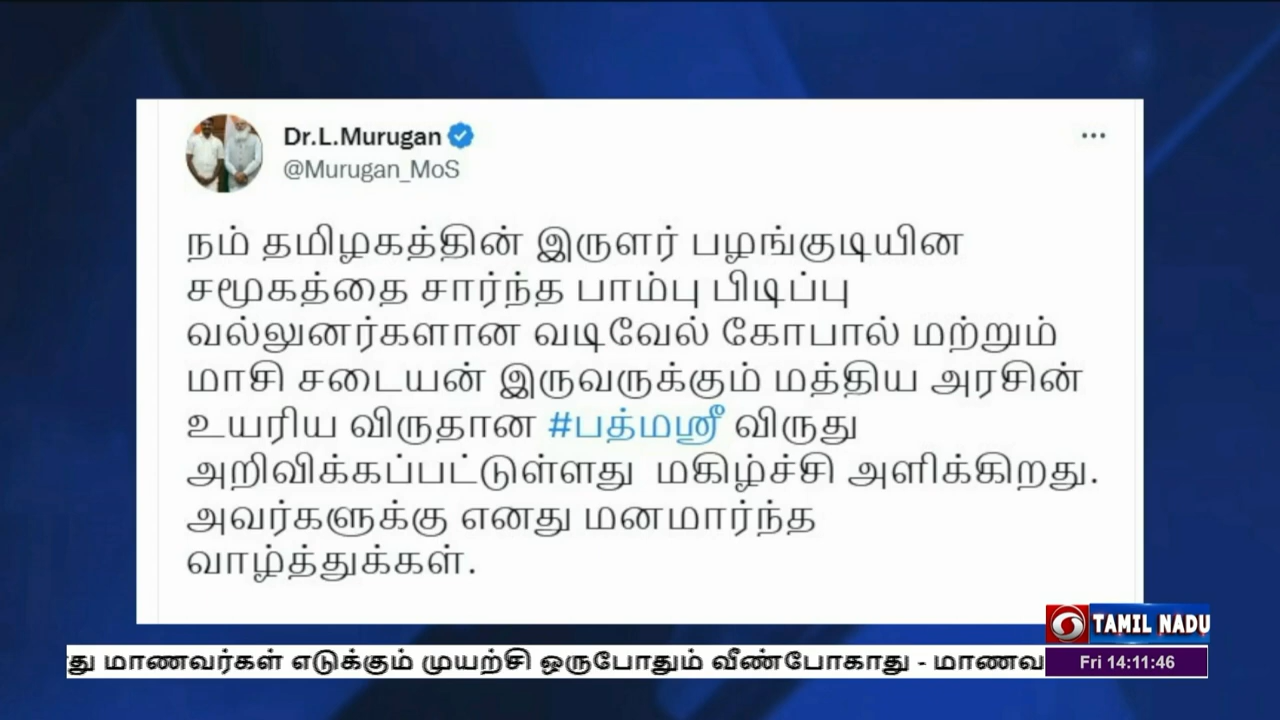 Dr.L.Murugan
@Murugan_MoS
நம் தமிழகத்தின் இருளர் பழங்குடியின
சமூகத்தை சார்ந்த பாம்பு பிடிப்பு
வல்லுனர்களான வடிவேல் கோபால் மற்றும்
மாசி சடையன் இருவருக்கும் மத்திய அரசின்
உயரிய விருதான #பத்மஸ்ரீ விருது
அறிவிக்கப்பட்டுள்ளது மகிழ்ச்சி அளிக்கிறது.
அவர்களுக்கு எனது மனமார்ந்த
வாழ்த்துக்கள்.
TAMIL NADU
து மாணவர்கள் எடுக்கும் முயற்சி ஒருபோதும் வீண்போகாது - மாணவ
Fri 14:11:46